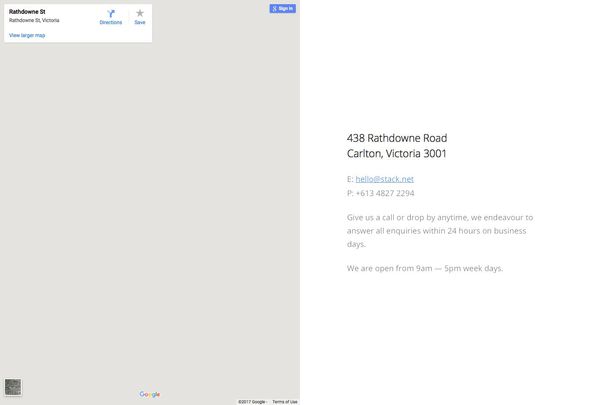 Rathdowne St
Rathdowne St, Victoria
Directions
Save
View larger map
Sign in
Google
©2017 Google - Terms of Use
438 Rathdowne Road
Carlton, Victoria 3001
E: hello@stack.net
P: +613 4827 2294
Give us a call or drop by anytime, we endeavour to
answer all enquiries within 24 hours on business
days.
We are open from 9am — 5pm week days.